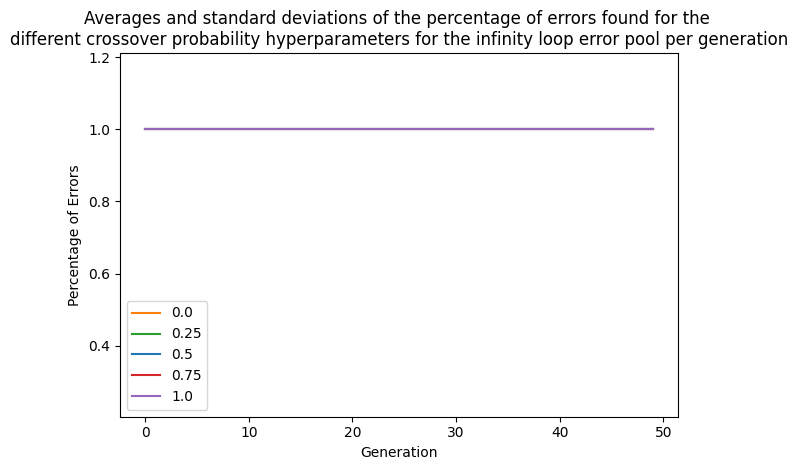 Averages and standard deviations of the percentage of errors found for the
different crossover probability hyperparameters for the infinity loop error pool per generation
1.2
1.0
0.8
0.6
0.4
Percentage of Errors
0.0
0.25
0.5
0.75
1.0
0 10 20 30 40 50
Generation